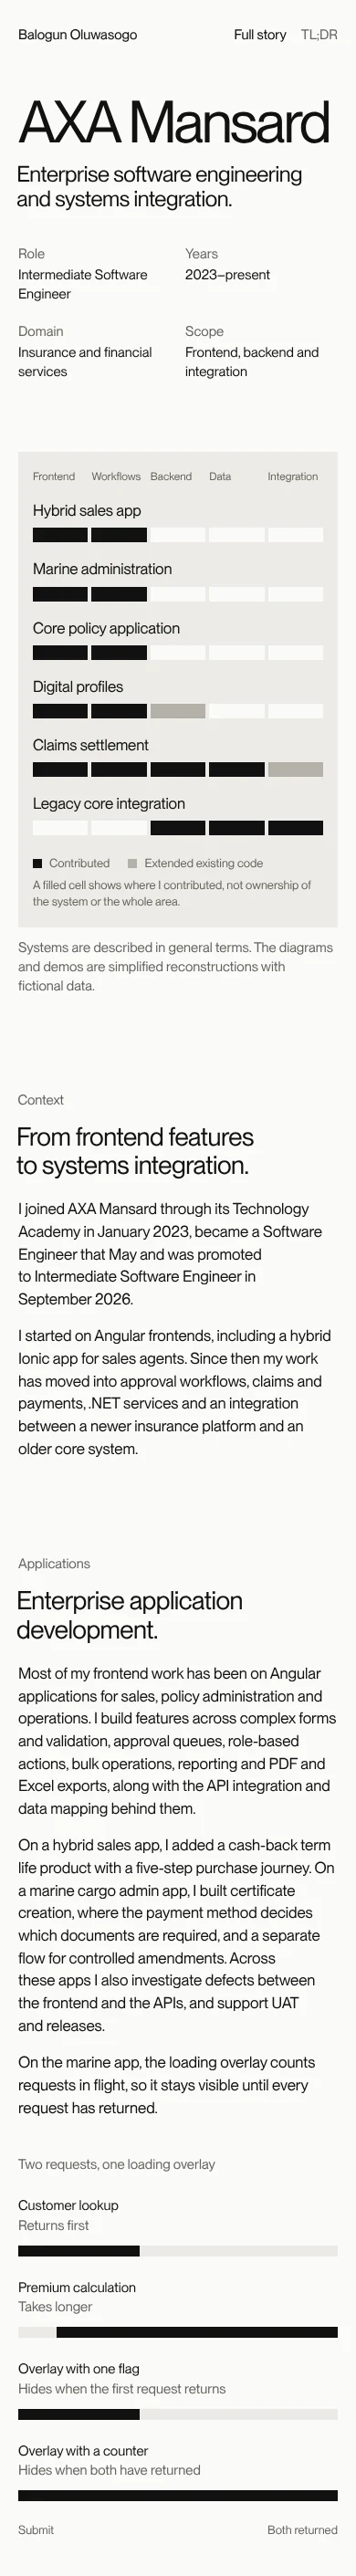 Balogun Oluwasogo
Full story TL;DR
AXA Mansard
Enterprise software engineering
and systems integration.
Role
Intermediate Software
Engineer
Years
2023–present
Domain
Insurance and financial
services
Scope
Frontend, backend and
integration
Frontend Workflows Backend Data Integration
Hybrid sales app
Marine administration
Core policy application
Digital profiles
Claims settlement
Legacy core integration
Contributed Extended existing code
A filled cell shows where I contributed, not ownership of
the system or the whole area.
Systems are described in general terms. The diagrams
and demos are simplified reconstructions with
fictional data.
Context
From frontend features
to systems integration.
I joined AXA Mansard through its Technology
Academy in January 2023, became a Software
Engineer that May and was promoted
to Intermediate Software Engineer in
September 2026.
I started on Angular frontends, including a hybrid
Ionic app for sales agents. Since then my work
has moved into approval workflows, claims and
payments, .NET services and an integration
between a newer insurance platform and an
older core system.
Applications
Enterprise application
development.
Most of my frontend work has been on Angular
applications for sales, policy administration and
operations. I build features across complex forms
and validation, approval queues, role-based
actions, bulk operations, reporting and PDF and
Excel exports, along with the API integration and
data mapping behind them.
On a hybrid sales app, I added a cash-back term
life product with a five-step purchase journey. On
a marine cargo admin app, I built certificate
creation, where the payment method decides
which documents are required, and a separate
flow for controlled amendments. Across
these apps I also investigate defects between
the frontend and the APIs, and support UAT
and releases.
On the marine app, the loading overlay counts
requests in flight, so it stays visible until every
request has returned.
Two requests, one loading overlay
Customer lookup
Returns first
Premium calculation
Takes longer
Overlay with one flag
Hides when the first request returns
Overlay with a counter
Hides when both have returned
Submit Both returned